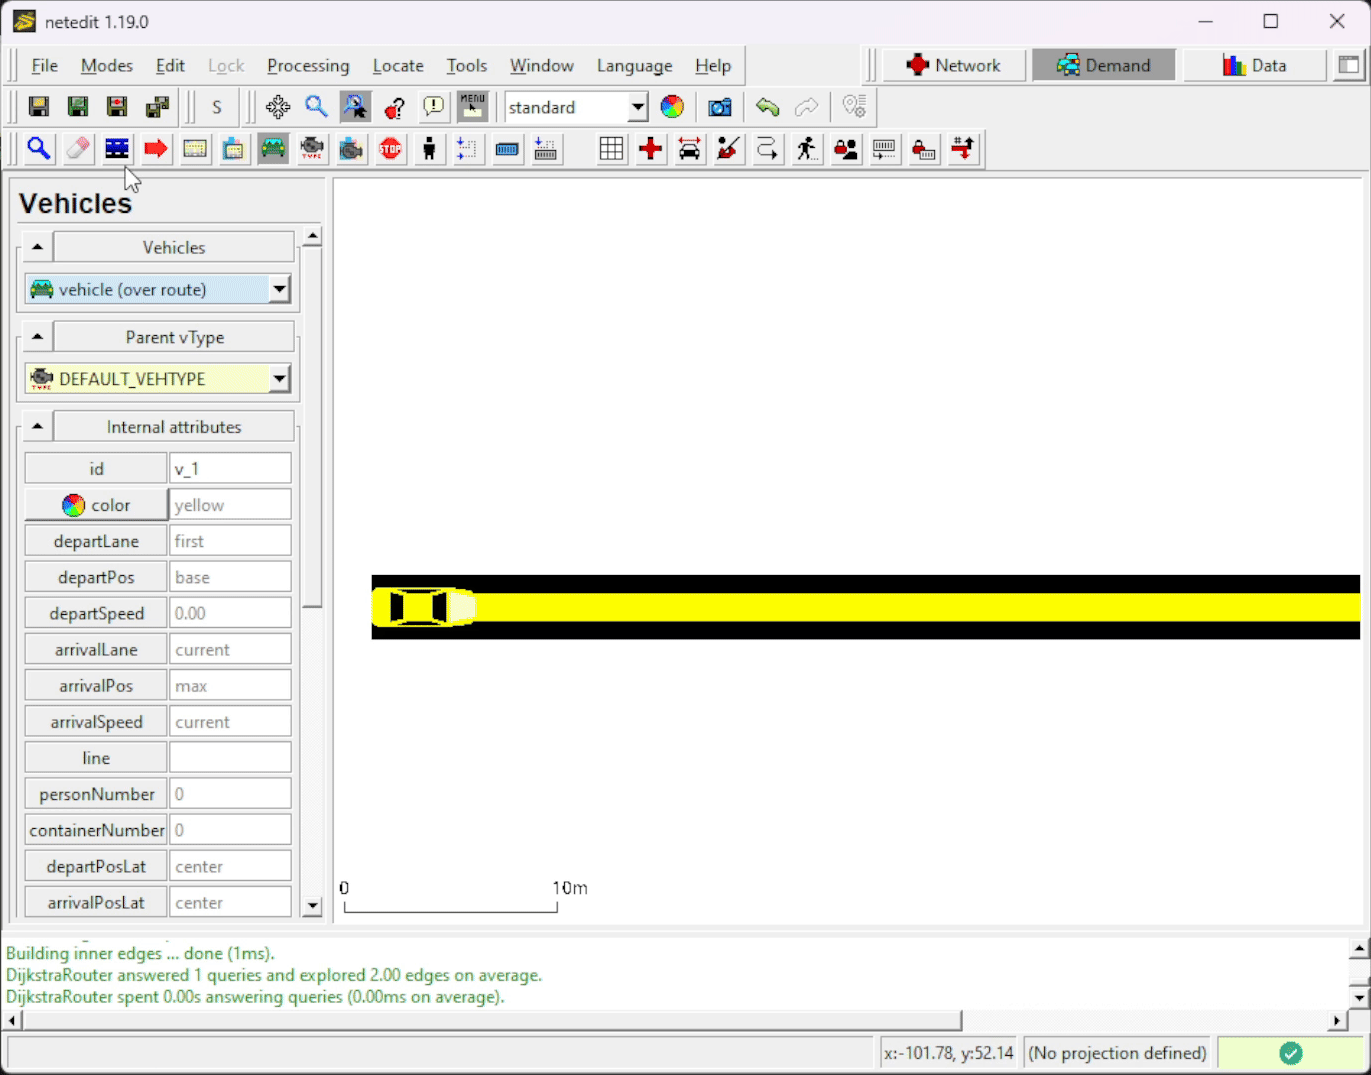 netedit 1.19.0
File Modes Edit Lock Processing Locate Tools Window Language Help Network Demand Data
S MENU standard
TYPE STOP
Vehicles
Vehicles
vehicle (over route)
Parent vType
TYPE DEFAULT_VEHTYPE
Internal attributes
id v_1
color yellow
departLane first
departPos base
departSpeed 0.00
arrivalLane current
arrivalPos max
arrivalSpeed current
line
personNumber 0
containerNumber 0
departPosLat center
arrivalPosLat center
0 10m
Building inner edges ... done (1ms).
DijkstraRouter answered 1 queries and explored 2.00 edges on average.
DijkstraRouter spent 0.00s answering queries (0.00ms on average).
x:-101.78, y:52.14 (No projection defined)